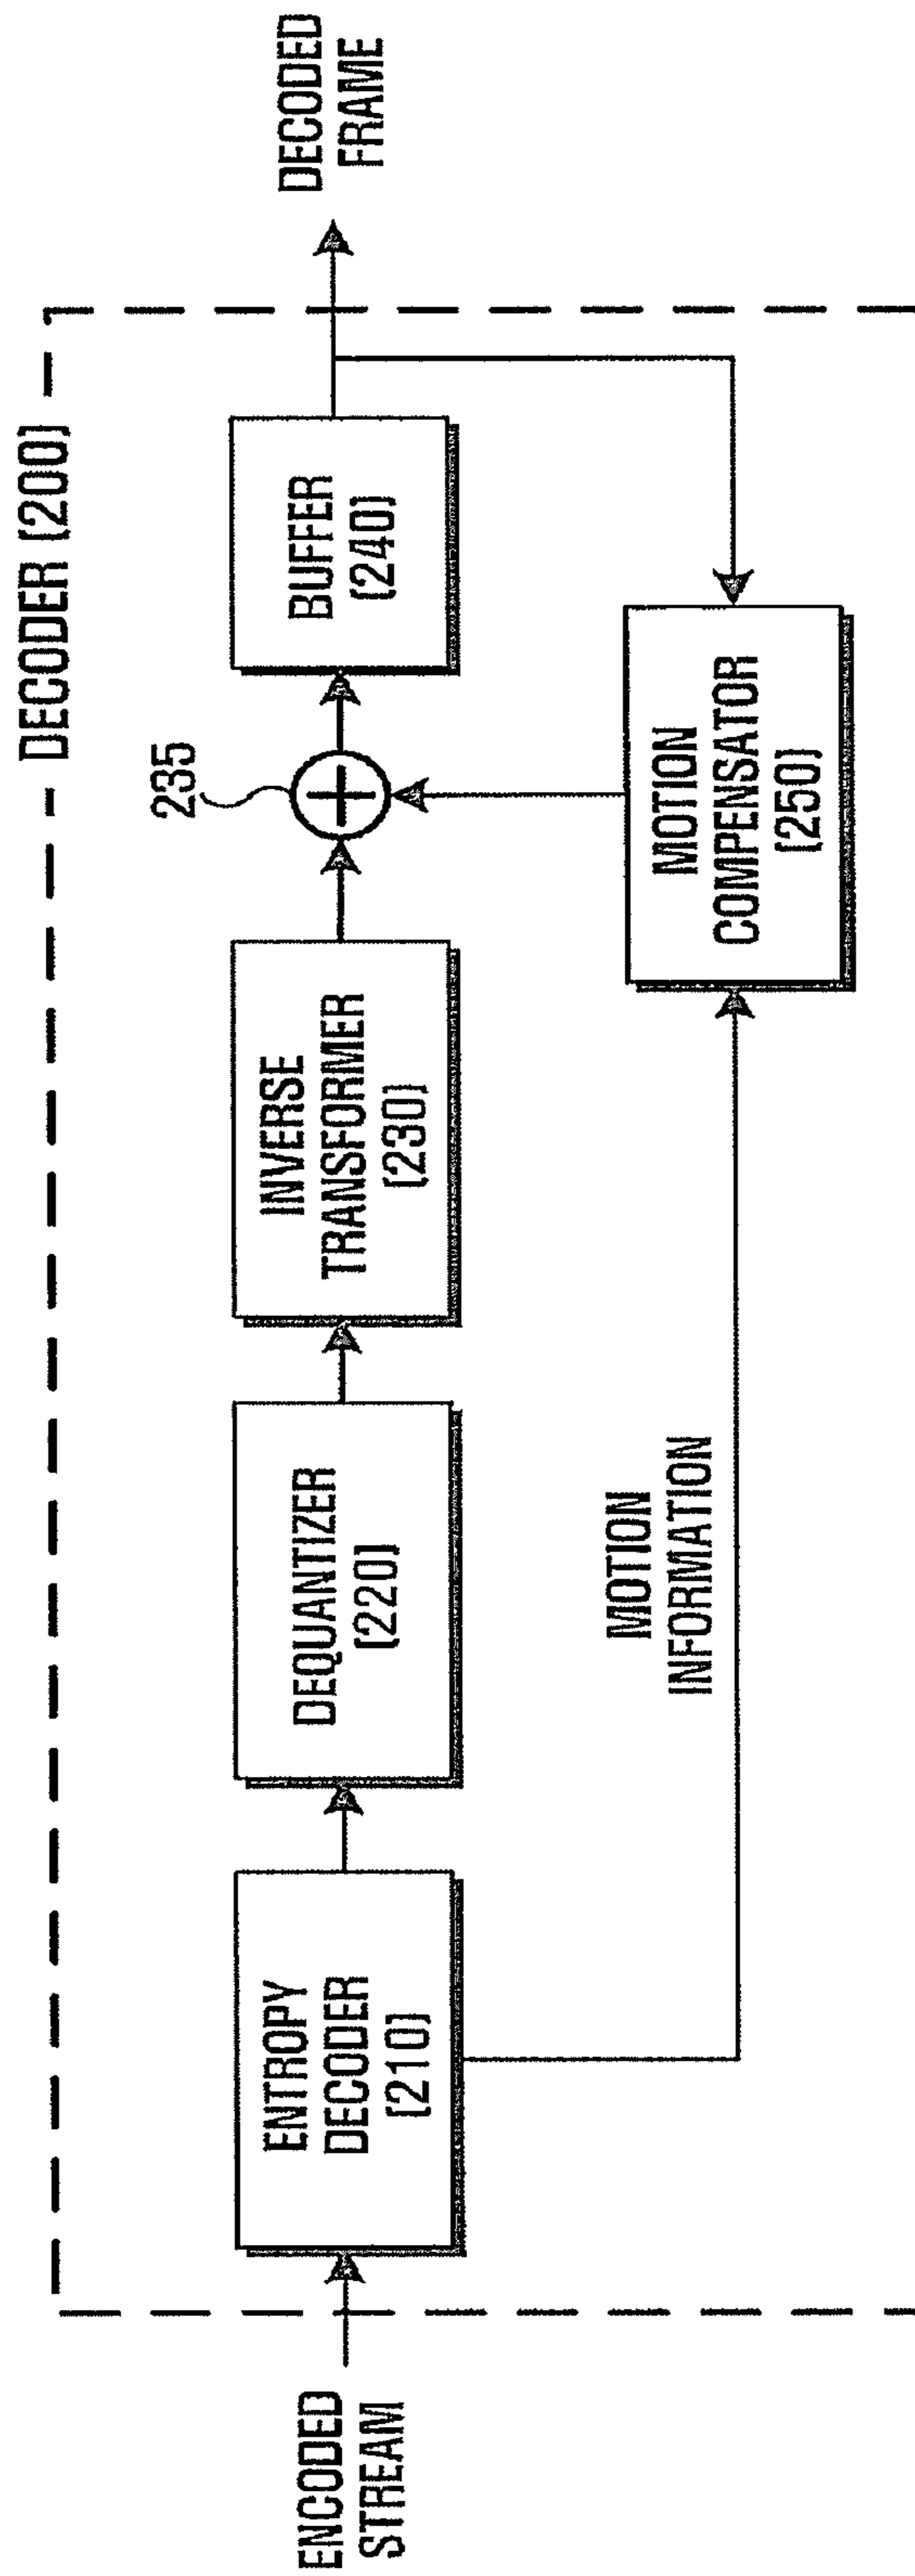 DECODER (200)
235
ENCODED
STREAM
ENTROPY
DECODER
(210)
DEQUANTIZER
(220)
INVERSE
TRANSFORMER
(230)
BUFFER
(240)
DECODED
FRAME
MOTION
INFORMATION
MOTION
COMPENSATOR
(250)